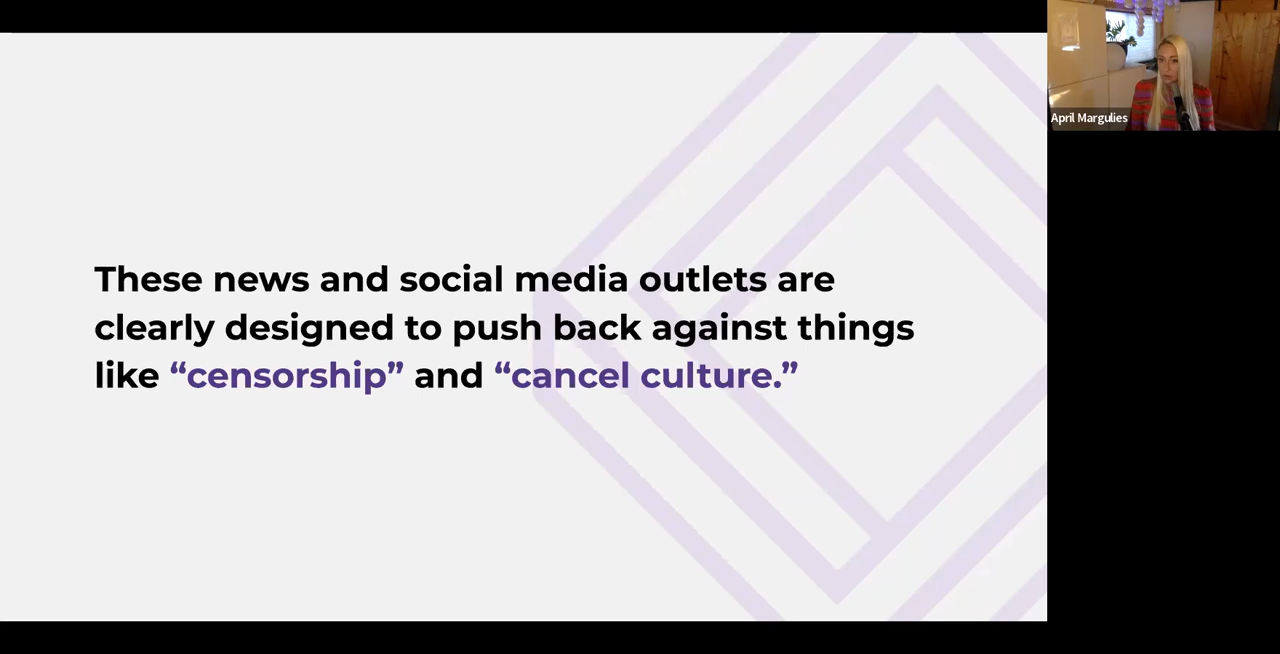 These news and social media outlets are
clearly designed to push back against things
like “censorship” and “cancel culture.”
April Margulies